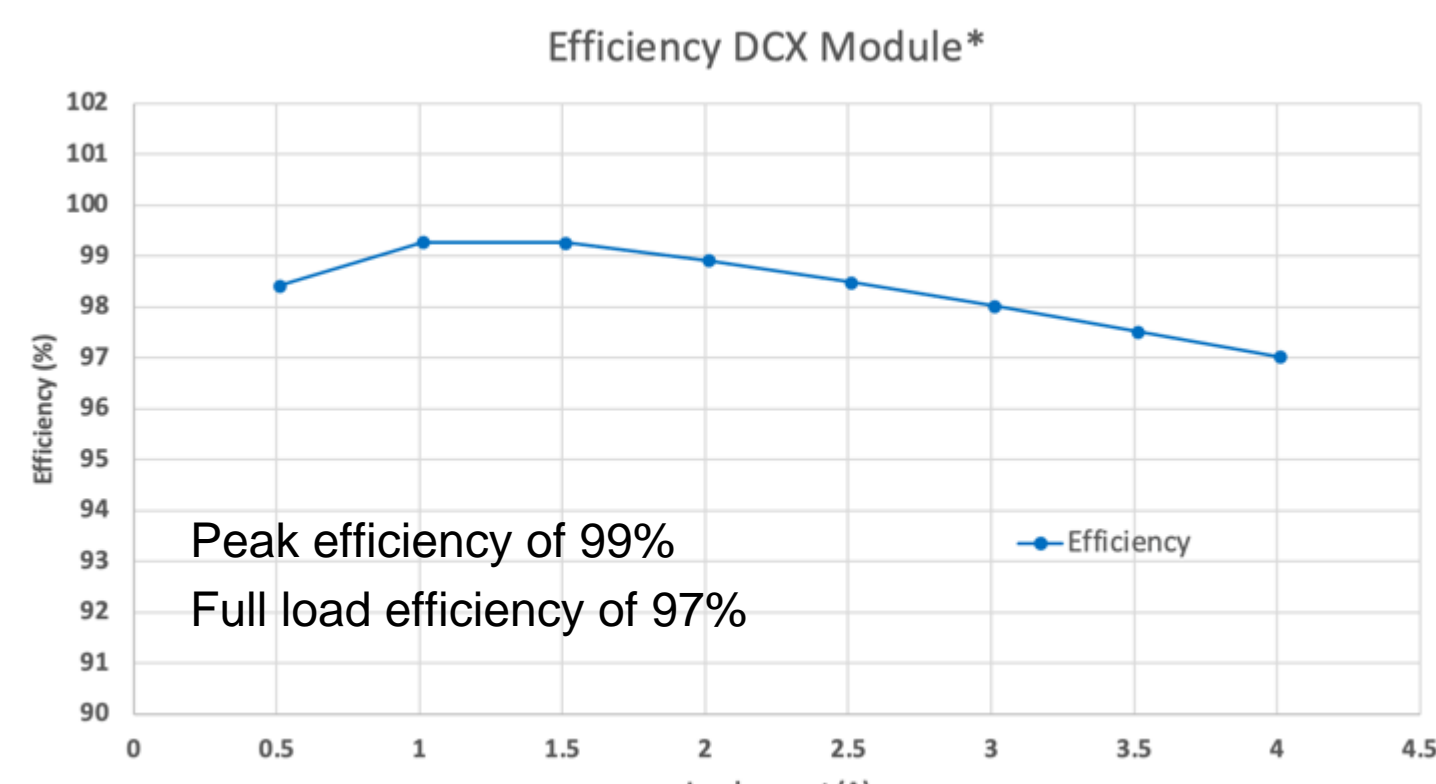 Efficiency DCX Module*
102
101
100
99
98
97
96
95
94
93
92
91
90
Efficiency (%)
Peak efficiency of 99%
Full load efficiency of 97%
Efficiency
0 0.5 1 1.5 2 2.5 3 3.5 4 4.5